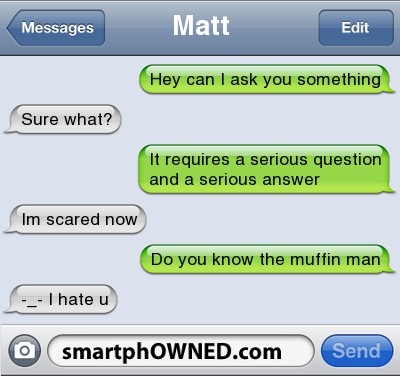 Messages Matt Edit
Hey can I ask you something
Sure what?
It requires a serious question
and a serious answer
Im scared now
Do you know the muffin man
-_- I hate u
smartphOWNED.com Send